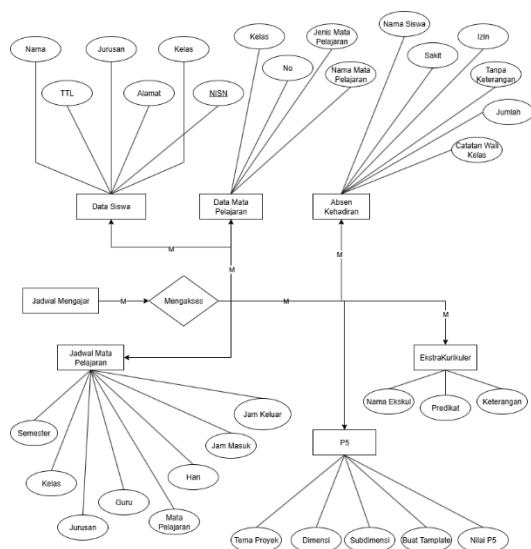 Nama
Jurusan
Kelas
TTL
Alamat
NISN
Data Siswa
Kelas
Jenis Mata
Pelajaran
No
Nama Mata
Pelajaran
Data Mata
Pelajaran
Nama Siswa
Izin
Sakit
Tanpa
Keterangan
Jumlah
Catatan Wali
Kelas
Absen
Kehadiran
M
M
M
Jadwal Mengajar
M
Mengakses
M
M
M
Jadwal Mata
Pelajaran
Semester
Kelas
Jurusan
Guru
Mata
Pelajaran
Hari
Jam Masuk
Jam Keluar
EkstraKurikuler
Nama Ekskul
Predikat
Keterangan
P5
Tema Proyek
Dimensi
Subdimensi
Buat Tamplate
Nilai P5